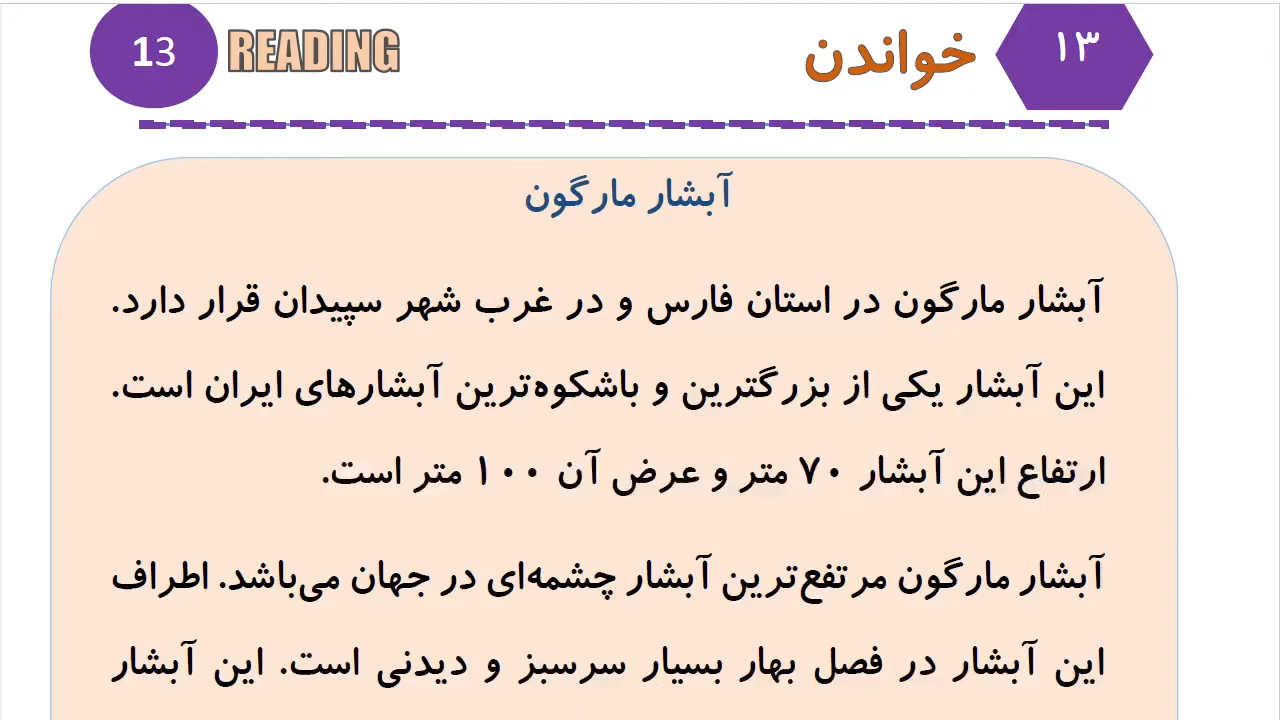 13 READING خواندن ۱۳
آبشار مارگون
آبشار مارگون در استان فارس و در غرب شهر سپیدان قرار دارد.
این آبشار یکی از بزرگترین و باشکوه‌ترین آبشارهای ایران است.
ارتفاع این آبشار ۷۰ متر و عرض آن ۱۰۰ متر است.
آبشار مارگون مرتفع‌ترین آبشار چشمه‌ای در جهان می‌باشد. اطراف
این آبشار در فصل بهار بسیار سرسبز و دیدنی است. این آبشار